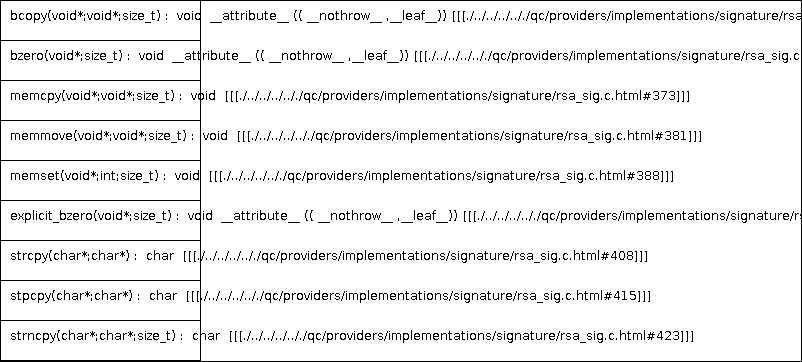 bcopy(void*;void*;size_t) : void __attribute__ (( __nothrow__ ,__leaf__)) [[[./../../../../qc/providers/implementations/signature/rsa
bzero(void*;size_t) : void __attribute__ (( __nothrow__ ,__leaf__)) [[[./../../../../qc/providers/implementations/signature/rsa_sig.c
memcpy(void*;void*;size_t) : void [[[./../../../../qc/providers/implementations/signature/rsa_sig.c.html#373]]]
memmove(void*;void*;size_t) : void [[[./../../../../qc/providers/implementations/signature/rsa_sig.c.html#381]]]
memset(void*;int;size_t) : void [[[./../../../../qc/providers/implementations/signature/rsa_sig.c.html#388]]]
explicit_bzero(void*;size_t) : void __attribute__ (( __nothrow__ ,__leaf__)) [[[./../../../../qc/providers/implementations/signature/rs
strcpy(char*;char*) : char [[[./../../../../qc/providers/implementations/signature/rsa_sig.c.html#408]]]
stpcpy(char*;char*) : char [[[./../../../../qc/providers/implementations/signature/rsa_sig.c.html#415]]]
strncpy(char*;char*;size_t) : char [[[./../../../../qc/providers/implementations/signature/rsa_sig.c.html#423]]]